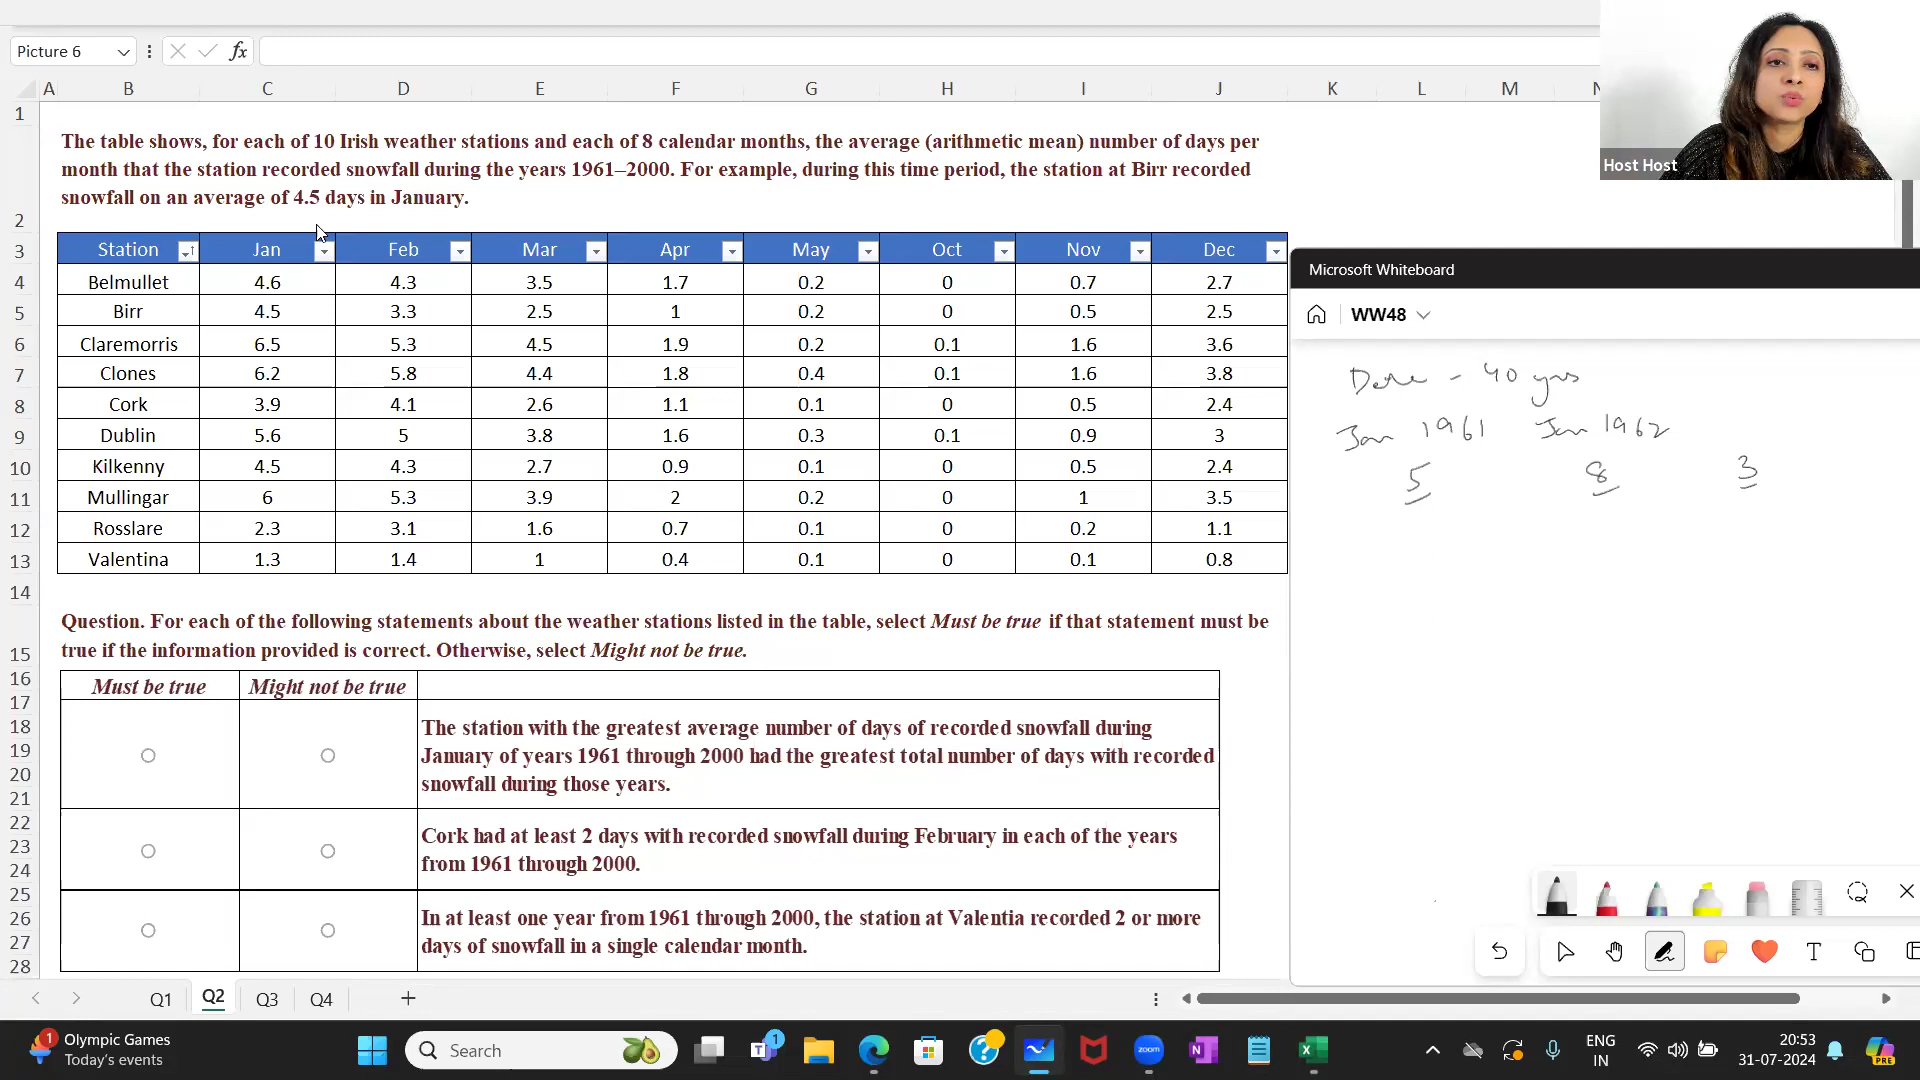 Picture 6
fx
A B C D E F G H I J K L M N
Host Host
1
The table shows, for each of 10 Irish weather stations and each of 8 calendar months, the average (arithmetic mean) number of days per
month that the station recorded snowfall during the years 1961–2000. For example, during this time period, the station at Birr recorded
snowfall on an average of 4.5 days in January.
2
3 Station Jan Feb Mar Apr May Oct Nov Dec
4 Belmullet 4.6 4.3 3.5 1.7 0.2 0 0.7 2.7
5 Birr 4.5 3.3 2.5 1 0.2 0 0.5 2.5
6 Claremorris 6.5 5.3 4.5 1.9 0.2 0.1 1.6 3.6
7 Clones 6.2 5.8 4.4 1.8 0.4 0.1 1.6 3.8
8 Cork 3.9 4.1 2.6 1.1 0.1 0 0.5 2.4
9 Dublin 5.6 5 3.8 1.6 0.3 0.1 0.9 3
10 Kilkenny 4.5 4.3 2.7 0.9 0.1 0 0.5 2.4
11 Mullingar 6 5.3 3.9 2 0.2 0 1 3.5
12 Rosslare 2.3 3.1 1.6 0.7 0.1 0 0.2 1.1
13 Valentina 1.3 1.4 1 0.4 0.1 0 0.1 0.8
14
Question. For each of the following statements about the weather stations listed in the table, select Must be true if that statement must be
15 true if the information provided is correct. Otherwise, select Might not be true.
16 Must be true Might not be true
17
18 The station with the greatest average number of days of recorded snowfall during
19 January of years 1961 through 2000 had the greatest total number of days with recorded
20 snowfall during those years.
21
22 Cork had at least 2 days with recorded snowfall during February in each of the years
23 from 1961 through 2000.
24
25
26 In at least one year from 1961 through 2000, the station at Valentia recorded 2 or more
27 days of snowfall in a single calendar month.
28
Microsoft Whiteboard
WW48
40 yrs
Jan 1961 Jan 1962
5 8 3
T
Q1 Q2 Q3 Q4 +
1
Olympic Games
Today's events
Search
1
zoom
PRE
ENG
IN
20:53
31-07-2024